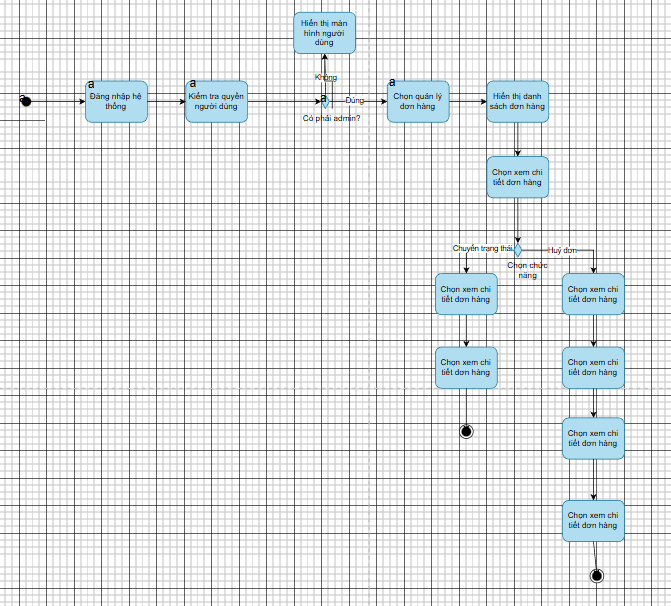 Hiển thị màn
hình người
dùng
Không
a
a
Đăng nhập hệ
thống
a
Kiểm tra quyền
người dùng
a
Đúng
Có phải admin?
a
Chọn quản lý
đơn hàng
Hiển thị danh
sách đơn hàng
Chọn xem chi
tiết đơn hàng
Chuyển trạng thái
Huỷ đơn
Chọn chức
năng
Chọn xem chi
tiết đơn hàng
Chọn xem chi
tiết đơn hàng
Chọn xem chi
tiết đơn hàng
Chọn xem chi
tiết đơn hàng
Chọn xem chi
tiết đơn hàng
Chọn xem chi
tiết đơn hàng